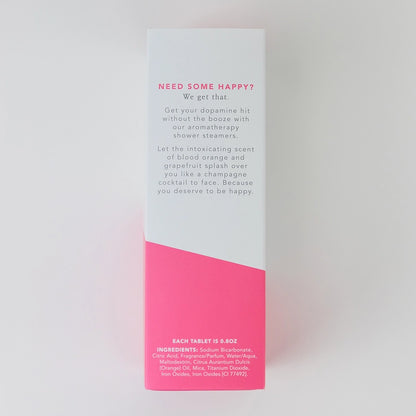 NEED SOME HAPPY?
We get that.
Get your dopamine hit
without the booze with
our aromatherapy
shower steamers.
Let the intoxicating scent
of blood orange and
grapefruit splash over
you like a champagne
cocktail to face. Because
you deserve to be happy.
EACH TABLET IS 0.8OZ
INGREDIENTS: Sodium Bicarbonate,
Citric Acid, Fragrance/Parfum, Water/Aqua,
Maltodextrin, Citrus Aurantium Dulcis
(Orange) Oil, Mica, Titanium Dioxide,
Iron Oxides, Iron Oxides [CI 77492].